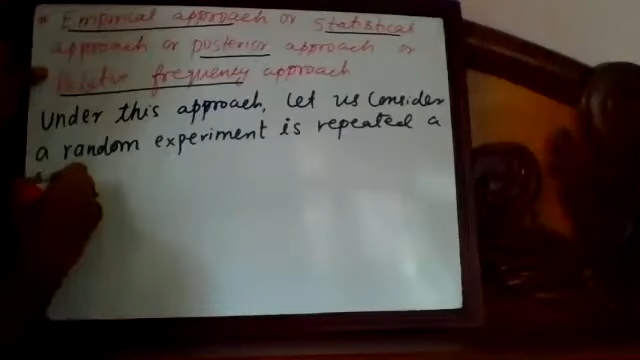 * Empirical approach or Statistical
approach or posterior approach or
Relative frequency approach
Under this approach, Let us Consider
a random experiment is repeated a